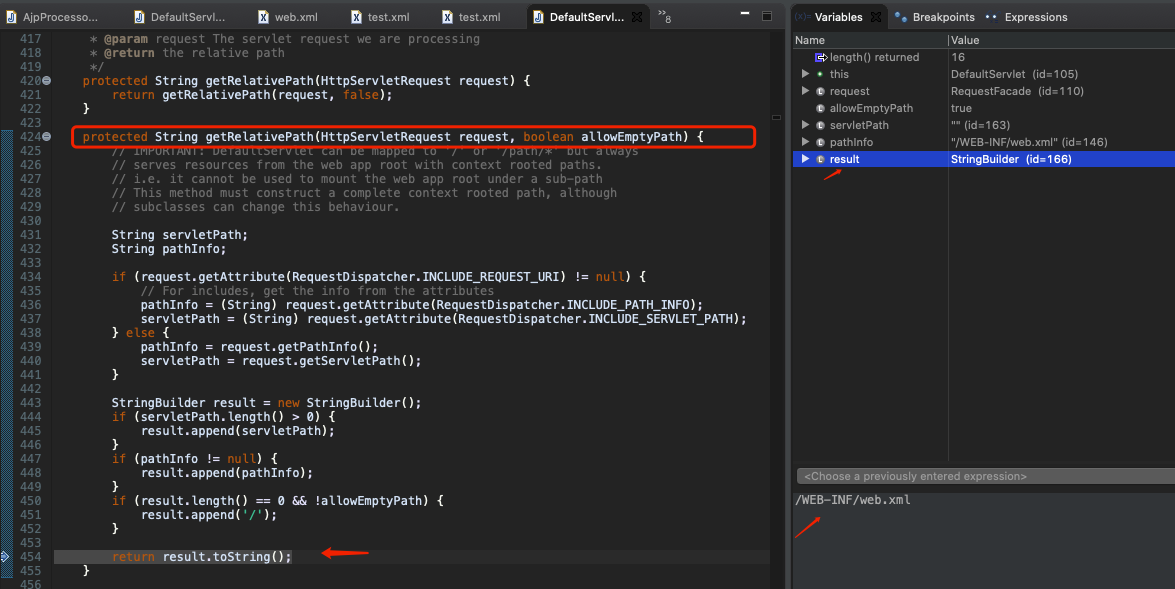 AjpProcesso...
DefaultServl...
web.xml
test.xml
test.xml
DefaultServl...
»8
417 * @param request The servlet request we are processing
418 * @return the relative path
419 */
420 protected String getRelativePath(HttpServletRequest request) {
421 return getRelativePath(request, false);
422 }
423
424 protected String getRelativePath(HttpServletRequest request, boolean allowEmptyPath) {
425 // IMPORTANT: DefaultServlet can be mapped to '/' or '/path/*' but always
426 // serves resources from the web app root with context rooted paths.
427 // i.e. it cannot be used to mount the web app root under a sub-path
428 // This method must construct a complete context rooted path, although
429 // subclasses can change this behaviour.
430
431 String servletPath;
432 String pathInfo;
433
434 if (request.getAttribute(RequestDispatcher.INCLUDE_REQUEST_URI) != null) {
435 // For includes, get the info from the attributes
436 pathInfo = (String) request.getAttribute(RequestDispatcher.INCLUDE_PATH_INFO);
437 servletPath = (String) request.getAttribute(RequestDispatcher.INCLUDE_SERVLET_PATH);
438 } else {
439 pathInfo = request.getPathInfo();
440 servletPath = request.getServletPath();
441 }
442
443 StringBuilder result = new StringBuilder();
444 if (servletPath.length() > 0) {
445 result.append(servletPath);
446 }
447 if (pathInfo != null) {
448 result.append(pathInfo);
449 }
450 if (result.length() == 0 && !allowEmptyPath) {
451 result.append('/');
452 }
453
454 return result.toString();
455 }
456
(x)= Variables
Breakpoints
Expressions
Name Value
length() returned 16
this DefaultServlet (id=105)
request RequestFacade (id=110)
allowEmptyPath true
servletPath "" (id=163)
pathInfo "/WEB-INF/web.xml" (id=146)
result StringBuilder (id=166)
<Choose a previously entered expression>
/WEB-INF/web.xml